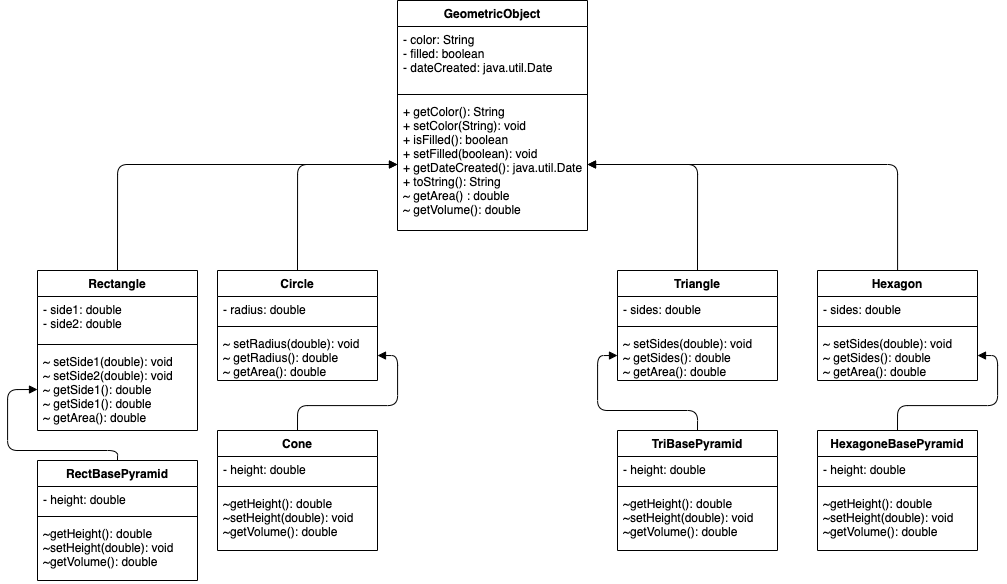 GeometricObject
- color: String
- filled: boolean
- dateCreated: java.util.Date
+ getColor(): String
+ setColor(String): void
+ isFilled(): boolean
+ setFilled(boolean): void
+ getDateCreated(): java.util.Date
+ toString(): String
~ getArea() : double
~ getVolume(): double
Rectangle
- side1: double
- side2: double
~ setSide1(double): void
~ setSide2(double): void
~ getSide1(): double
~ getSide1(): double
~ getArea(): double
Circle
- radius: double
~ setRadius(double): void
~ getRadius(): double
~ getArea(): double
Triangle
- sides: double
~ setSides(double): void
~ getSides(): double
~ getArea(): double
Hexagon
- sides: double
~ setSides(double): void
~ getSides(): double
~ getArea(): double
RectBasePyramid
- height: double
~getHeight(): double
~setHeight(double): void
~getVolume(): double
Cone
- height: double
~getHeight(): double
~setHeight(double): void
~getVolume(): double
TriBasePyramid
- height: double
~getHeight(): double
~setHeight(double): void
~getVolume(): double
HexagoneBasePyramid
- height: double
~getHeight(): double
~setHeight(double): void
~getVolume(): double